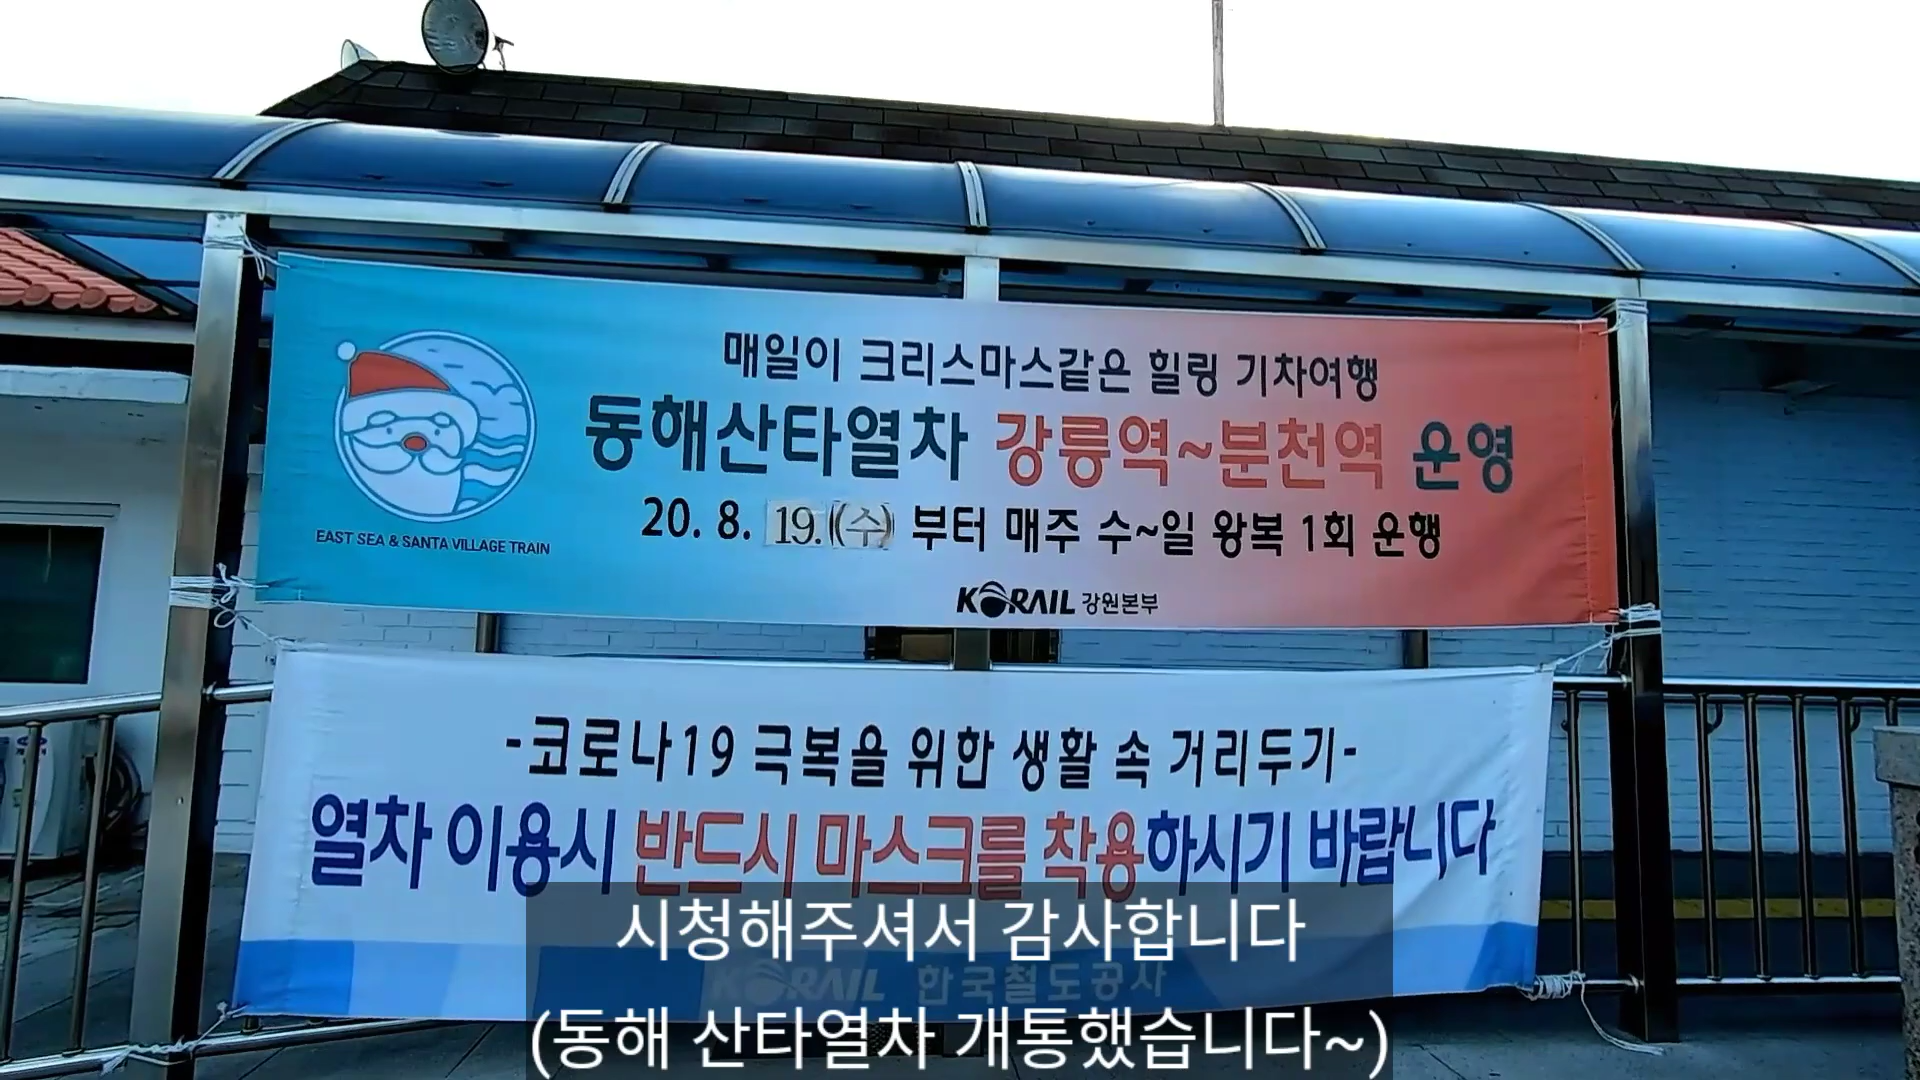 매일이 크리스마스같은 힐링 기차여행
동해산타열차 강릉역~분천역 운영
20. 8. 19.(수) 부터 매주 수~일 왕복 1회 운행
EAST SEA & SANTA VILLAGE TRAIN
KORAIL 강원본부
-코로나19 극복을 위한 생활 속 거리두기-
열차 이용시 반드시 마스크를 착용하시기 바랍니다
KORAIL 한국철도공사
시청해주셔서 감사합니다
(동해 산타열차 개통했습니다~)